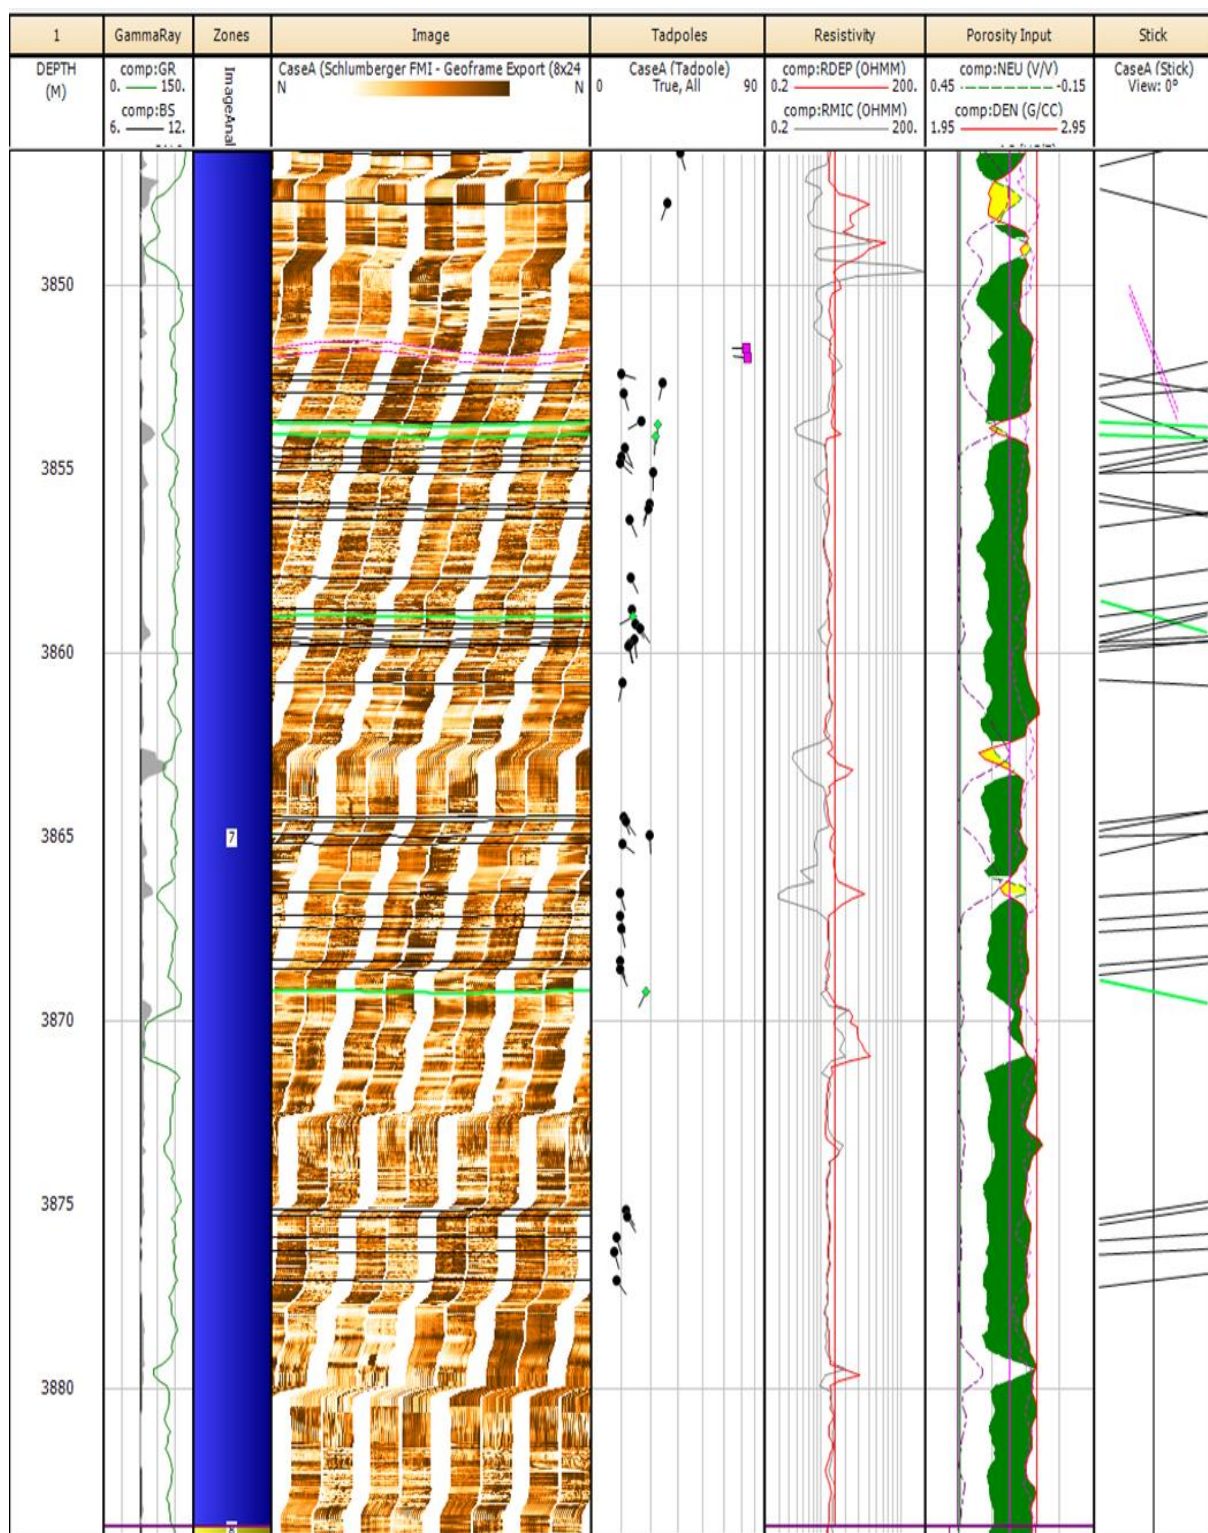 1 GammaRay Zones Image Tadpoles Resistivity Porosity Input Stick
DEPTH
(M)
comp:GR
0. 150.
comp:BS
6. 12.
ImageAnal
CaseA (Schlumberger FMI - Geoframe Export (8x24
N N
CaseA (Tadpole)
0 True, All 90
comp:RDEP (OHMM)
0.2 200.
comp:RMIC (OHMM)
0.2 200.
comp:NEU (V/V)
0.45 -0.15
comp:DEN (G/CC)
1.95 2.95
CaseA (Stick)
View: 0°
3850
3855
3860
3865
7
3870
3875
3880